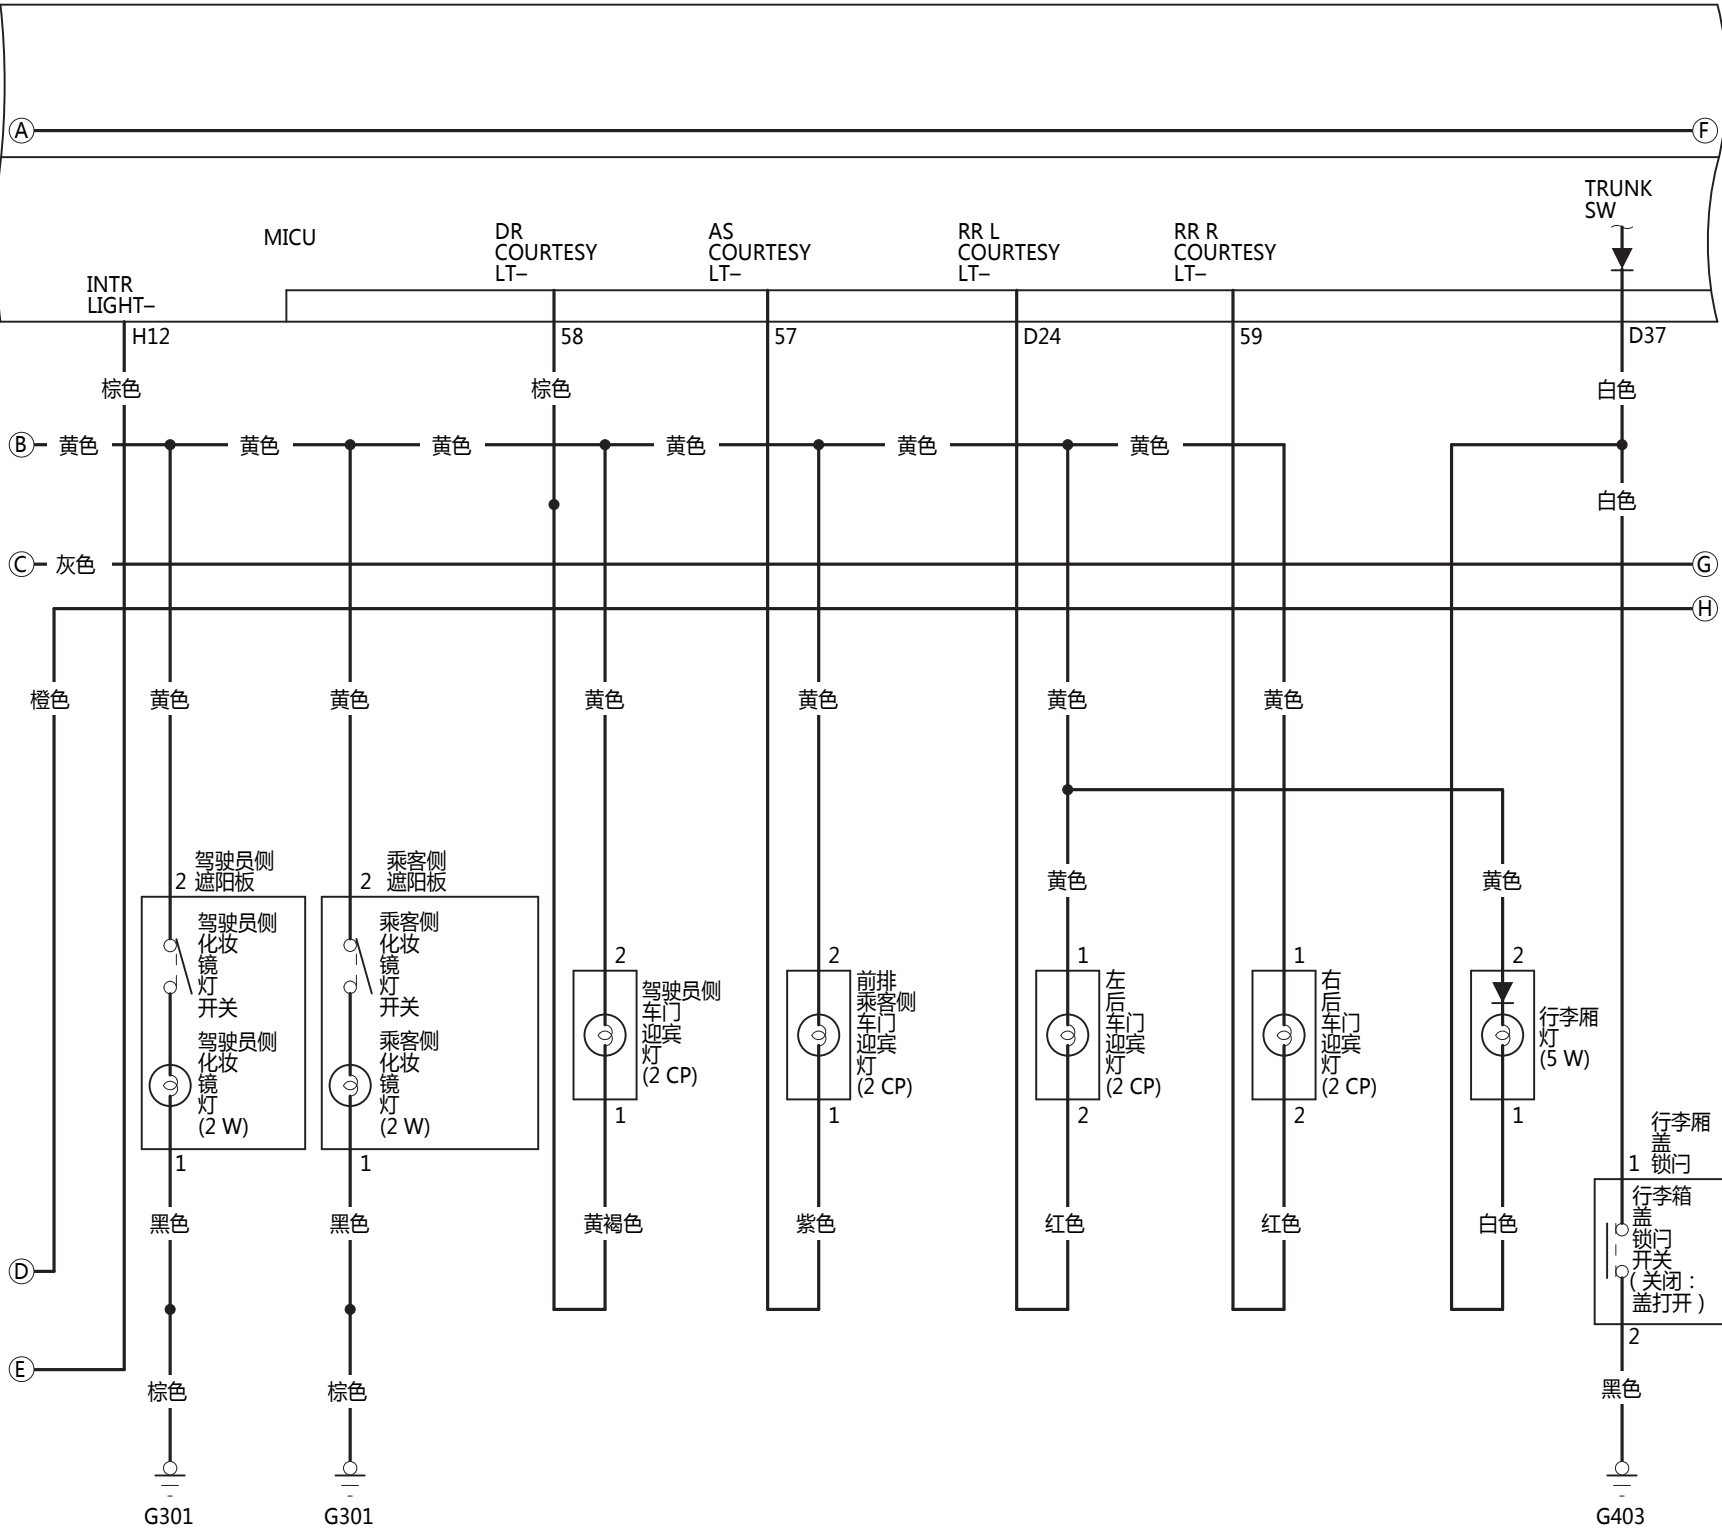 A
F
TRUNK
SW
MICU
DR
COURTESY
LT–
AS
COURTESY
LT–
RR L
COURTESY
LT–
RR R
COURTESY
LT–
INTR
LIGHT–
H12
58
57
D24
59
D37
棕色
棕色
白色
B
黄色
黄色
黄色
黄色
黄色
黄色
白色
C
灰色
G
H
橙色
黄色
黄色
黄色
黄色
黄色
黄色
黄色
黄色
2
驾驶员侧
遮阳板
2
乘客侧
遮阳板
驾驶员侧
化妆
镜
灯
开关
驾驶员侧
化妆
镜
灯
(2 W)
1
乘客侧
化妆
镜
灯
开关
乘客侧
化妆
镜
灯
(2 W)
1
2
驾驶员侧
车门
迎宾
灯
(2 CP)
1
2
前排
乘客侧
车门
迎宾
灯
(2 CP)
1
1
左
后
车门
迎宾
灯
(2 CP)
2
1
右
后
车门
迎宾
灯
(2 CP)
2
2
行李厢
灯
(5 W)
1
行李厢
盖
1 锁闩
行李箱
盖
锁闩
开关
( 关闭 :
盖打开 )
2
黑色
黑色
黄褐色
紫色
红色
红色
白色
D
E
棕色
棕色
黑色
G301
G301
G403